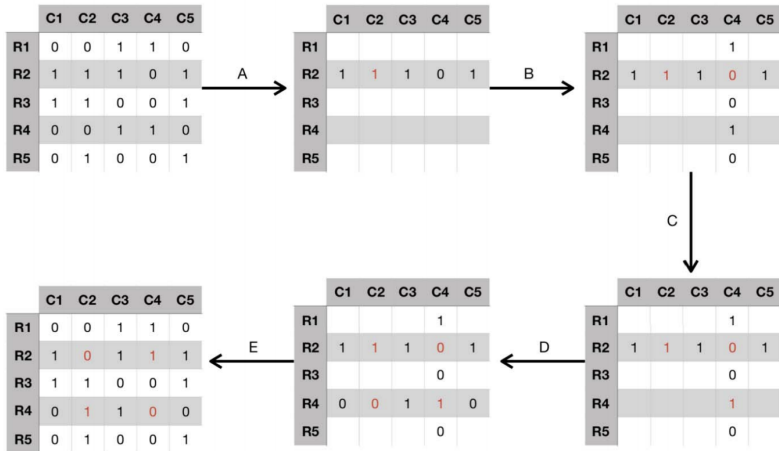 C1 C2 C3 C4 C5
R1 0 0 1 1 0
R2 1 1 1 0 1
R3 1 1 0 0 1
R4 0 0 1 1 0
R5 0 1 0 0 1
A
C1 C2 C3 C4 C5
R1
R2 1 1 1 0 1
R3
R4
R5
B
C1 C2 C3 C4 C5
R1 1
R2 1 1 1 0 1
R3 0
R4 1
R5 0
C
C1 C2 C3 C4 C5
R1 1
R2 1 1 1 0 1
R3 0
R4 1
R5 0
D
C1 C2 C3 C4 C5
R1 1
R2 1 1 1 0 1
R3 0
R4 0 0 1 1 0
R5 0
E
C1 C2 C3 C4 C5
R1 0 0 1 1 0
R2 1 0 1 1 1
R3 1 1 0 0 1
R4 0 1 1 0 0
R5 0 1 0 0 1